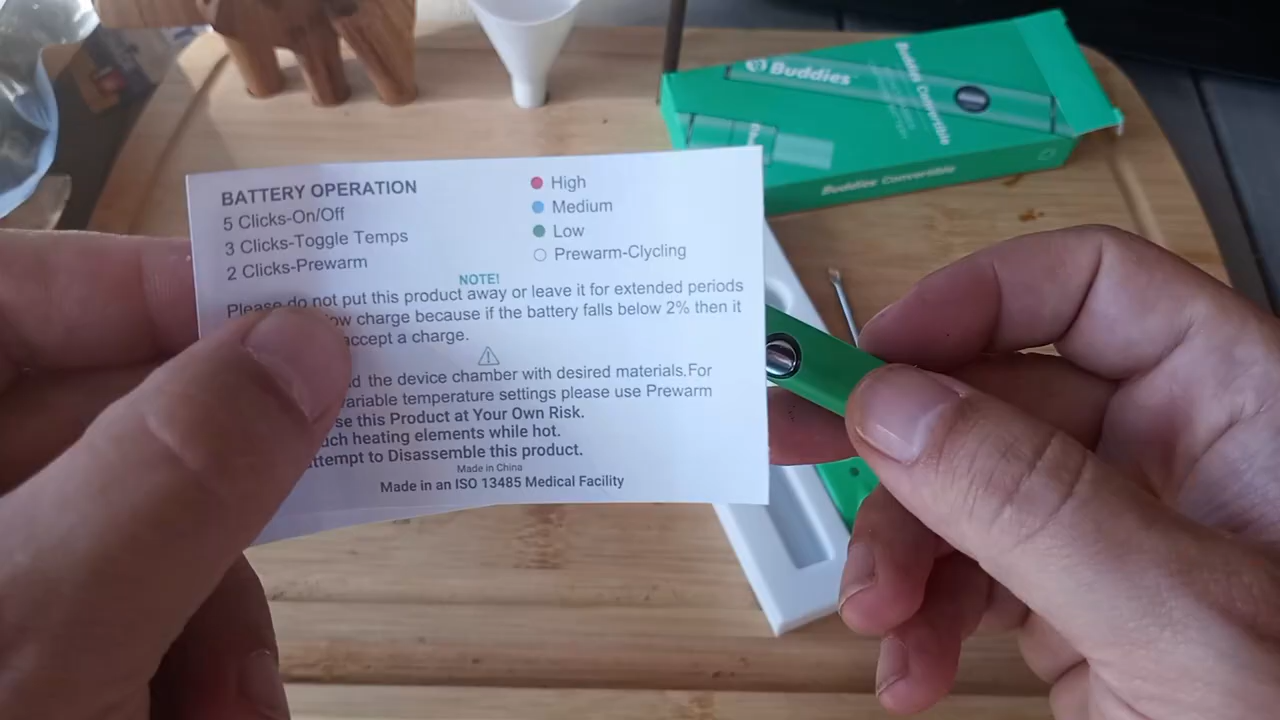 Buddies
Buddies Convertible
Buddies Convertible
BATTERY OPERATION
5 Clicks-On/Off
3 Clicks-Toggle Temps
2 Clicks-Prewarm
High
Medium
Low
Prewarm-Clycling
NOTE!
Please do not put this product away or leave it for extended periods
charge because if the battery falls below 2% then it
accept a charge.
the device chamber with desired materials.For
temperature settings please use Prewarm
this Product at Your Own Risk.
heating elements while hot.
to Disassemble this product.
Made in China
Made in an ISO 13485 Medical Facility